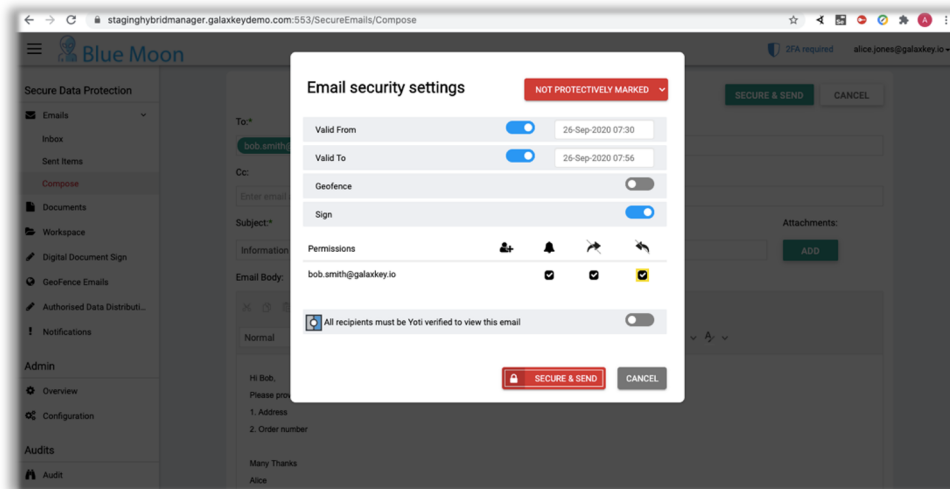 staginghybridmanager.galaxkeydemo.com:553/SecureEmails/Compose
A
Blue Moon
2FA required
alice.jones@galaxkey.io
Secure Data Protection
Emails
Inbox
Sent Items
Compose
Documents
Workspace
Digital Document Sign
GeoFence Emails
Authorised Data Distributi...
Notifications
Admin
Overview
Configuration
Audits
Audit
SECURE & SEND
CANCEL
To:*
bob.smith@
Cc:
Enter email
Subject:*
Attachments:
Information
ADD
Email Body:
Normal
Hi Bob,
Please
1. Address
2. Order number
Many Thanks
Alice
Email security settings
NOT PROTECTIVELY MARKED
Valid From
26-Sep-2020 07:30
Valid To
26-Sep-2020 07:56
Geofence
Sign
Permissions
bob.smith@galaxkey.io
All recipients must be Yoti verified to view this email
SECURE & SEND
CANCEL